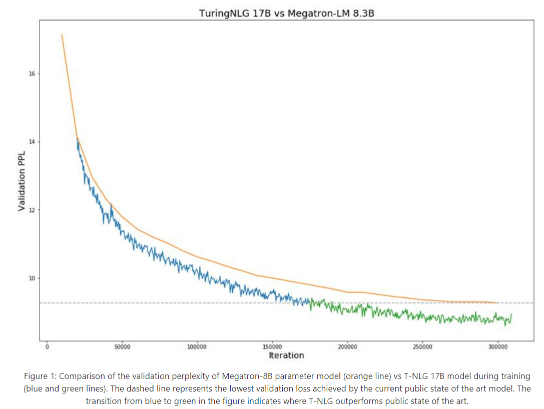 TuringNLG 17B vs Megatron-LM 8.3B
Validation PPL
16
14
12
10
0
50000
100000
150000
200000
250000
300000
Iteration
Figure 1: Comparison of the validation perplexity of Megatron-8B parameter model (orange line) vs T-NLG 17B model during training
(blue and green lines). The dashed line represents the lowest validation loss achieved by the current public state of the art model. The
transition from blue to green in the figure indicates where T-NLG outperforms public state of the art.